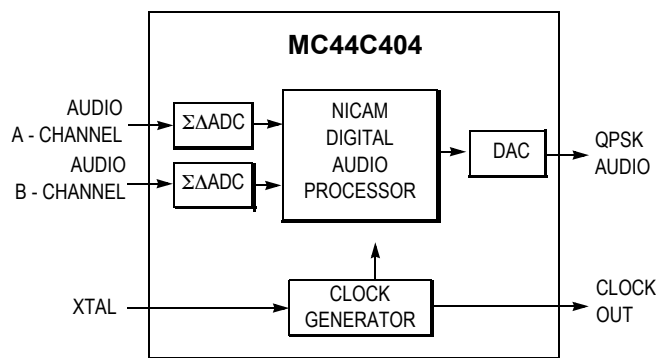 MC44C404
AUDIO
A - CHANNEL
ΣΔADC
AUDIO
B - CHANNEL
ΣΔADC
NICAM
DIGITAL
AUDIO
PROCESSOR
DAC
QPSK
AUDIO
XTAL
CLOCK
GENERATOR
CLOCK
OUT